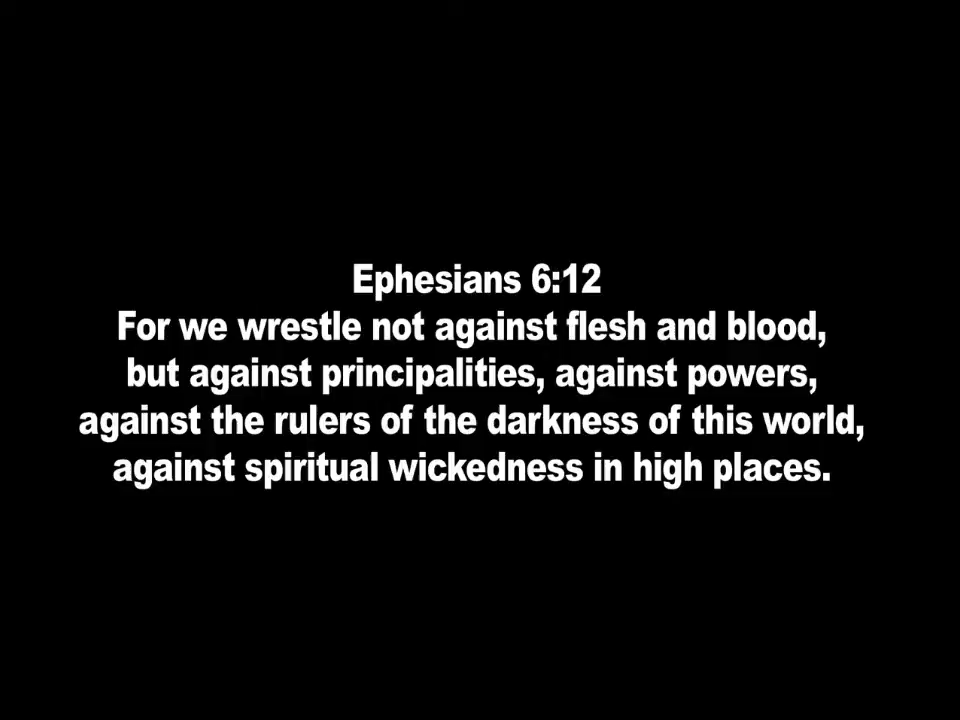 Ephesians 6:12
For we wrestle not against flesh and blood,
but against principalities, against powers,
against the rulers of the darkness of this world,
against spiritual wickedness in high places.